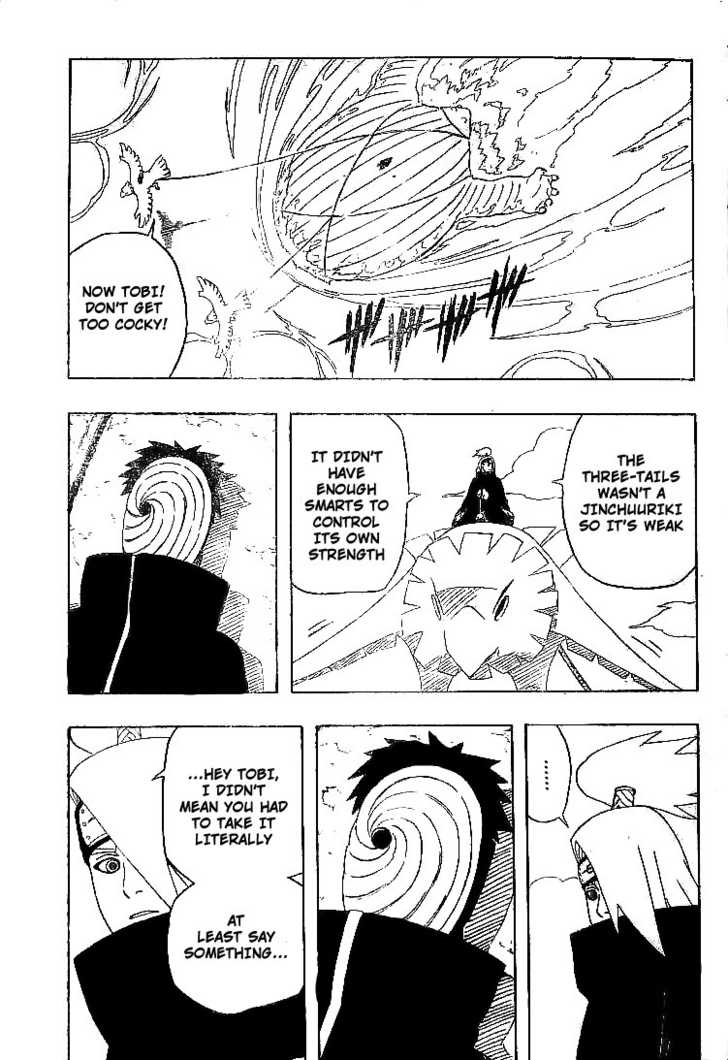 NOW TOBI!
DON'T GET
TOO COCKY!
THE
THREE-TAILS
WASN'T A
JINCHUURIKI
SO IT'S WEAK
IT DIDN'T
HAVE
ENOUGH
SMARTS TO
CONTROL
ITS OWN
STRENGTH
........
...HEY TOBI,
I DIDN'T
MEAN YOU HAD
TO TAKE IT
LITERALLY
AT
LEAST SAY
SOMETHING...